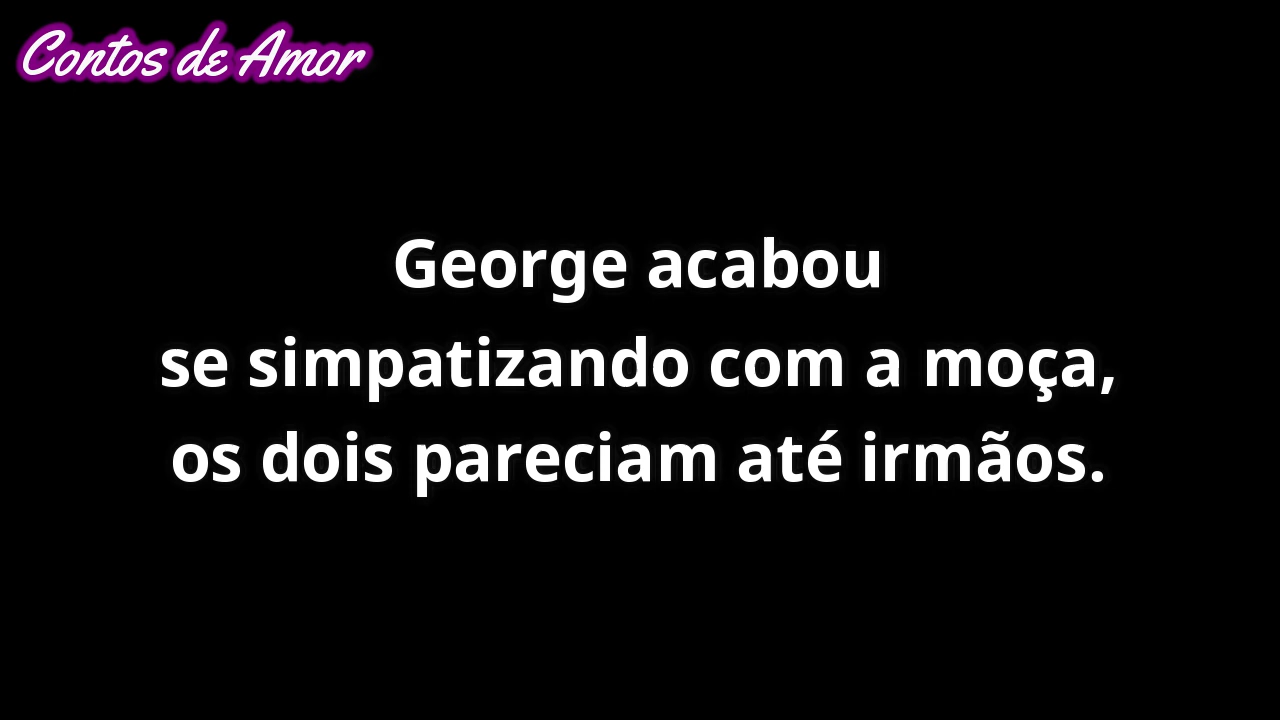 Contos de Amor
George acabou
se simpatizando com a moça,
os dois pareciam até irmãos.